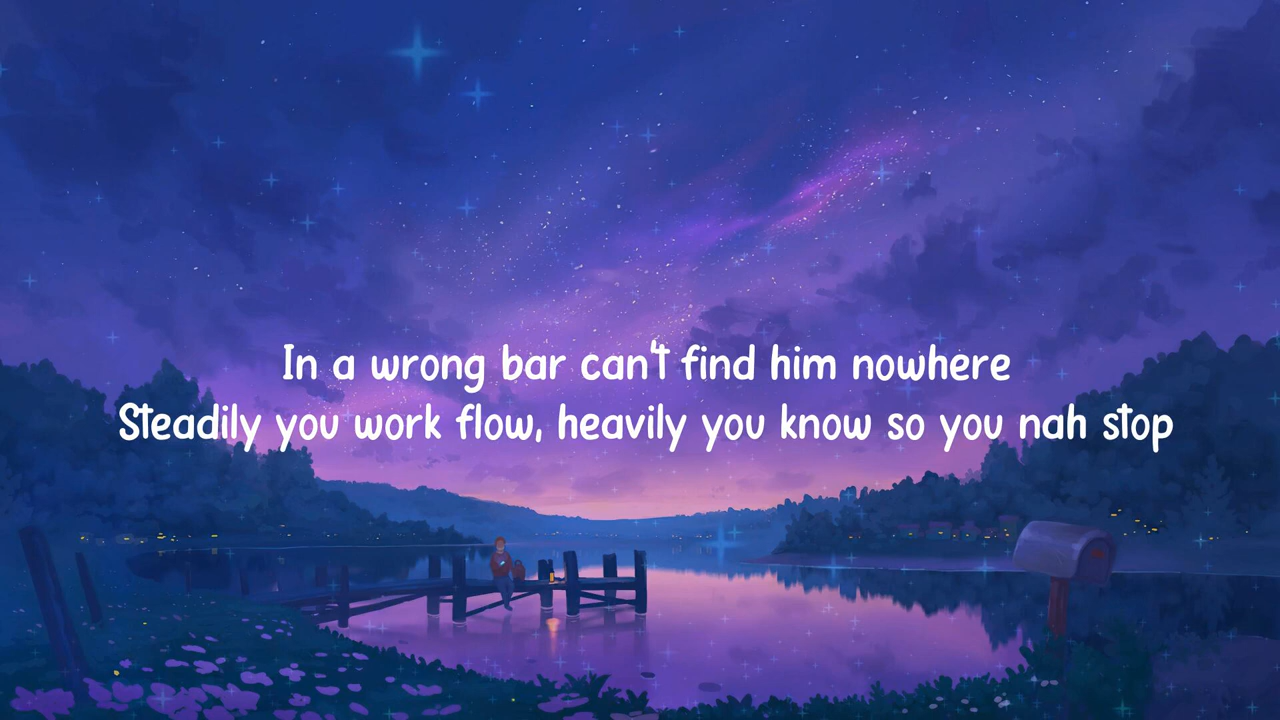 In a wrong bar can't find him nowhere
Steadily you work flow, heavily you know so you nah stop